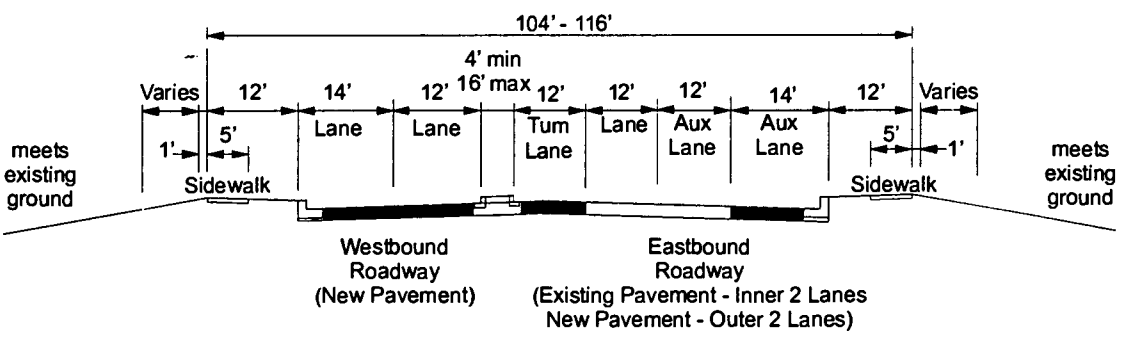 104' - 116'
4' min
16' max
Varies 12' 14' 12' 12' 12' 12' 14' 12' Varies
Lane Lane Turn Lane Lane Aux Lane Aux Lane
5' 5'
1' 1'
meets
existing
ground
Sidewalk Sidewalk
meets
existing
ground
Westbound
Roadway
(New Pavement)
Eastbound
Roadway
(Existing Pavement - Inner 2 Lanes
New Pavement - Outer 2 Lanes)